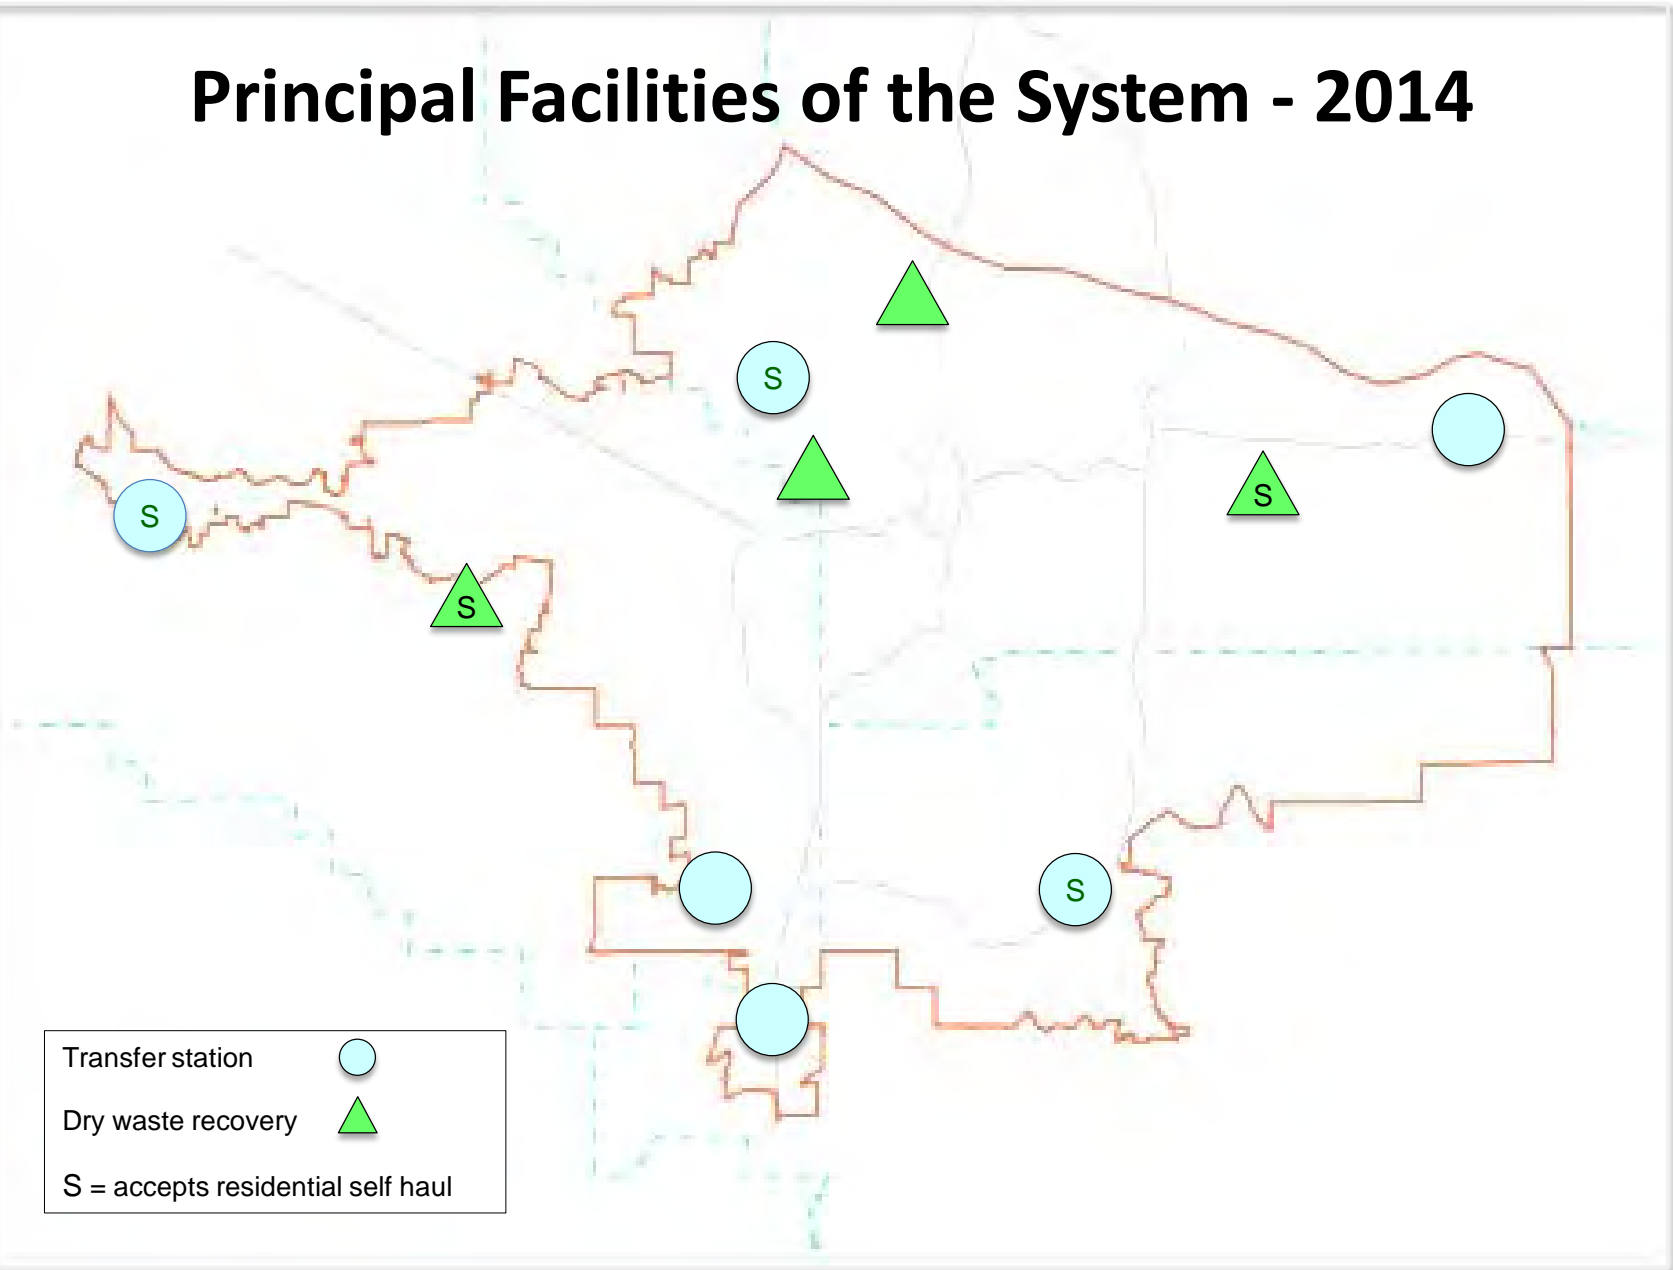 Principal Facilities of the System - 2014
S
S
S
S
S
Transfer station
Dry waste recovery
S = accepts residential self haul